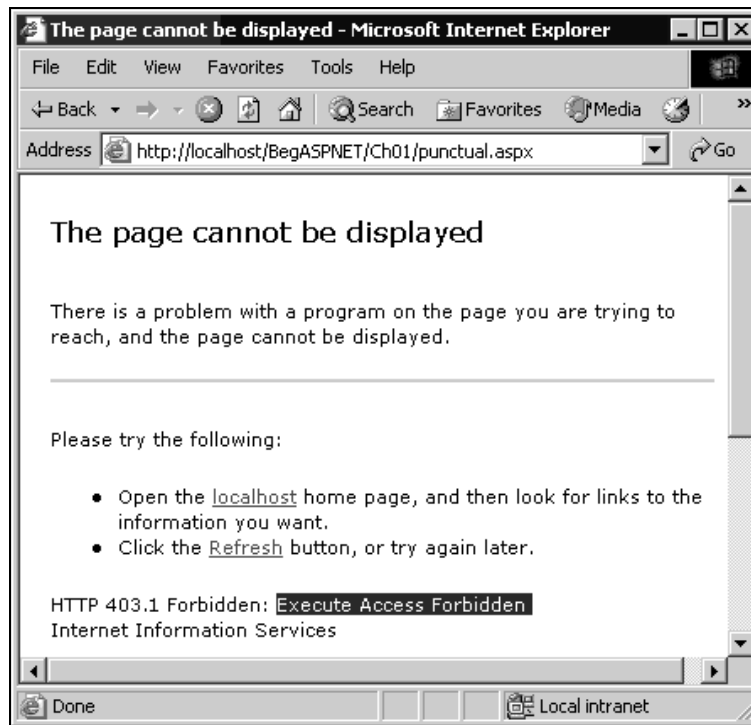 The page cannot be displayed - Microsoft Internet Explorer
File Edit View Favorites Tools Help
Back Search Favorites Media »
Address http://localhost/BegASPNET/Ch01/punctual.aspx Go
The page cannot be displayed
There is a problem with a program on the page you are trying to
reach, and the page cannot be displayed.
Please try the following:
• Open the localhost home page, and then look for links to the
information you want.
• Click the Refresh button, or try again later.
HTTP 403.1 Forbidden: Execute Access Forbidden
Internet Information Services
Done Local intranet